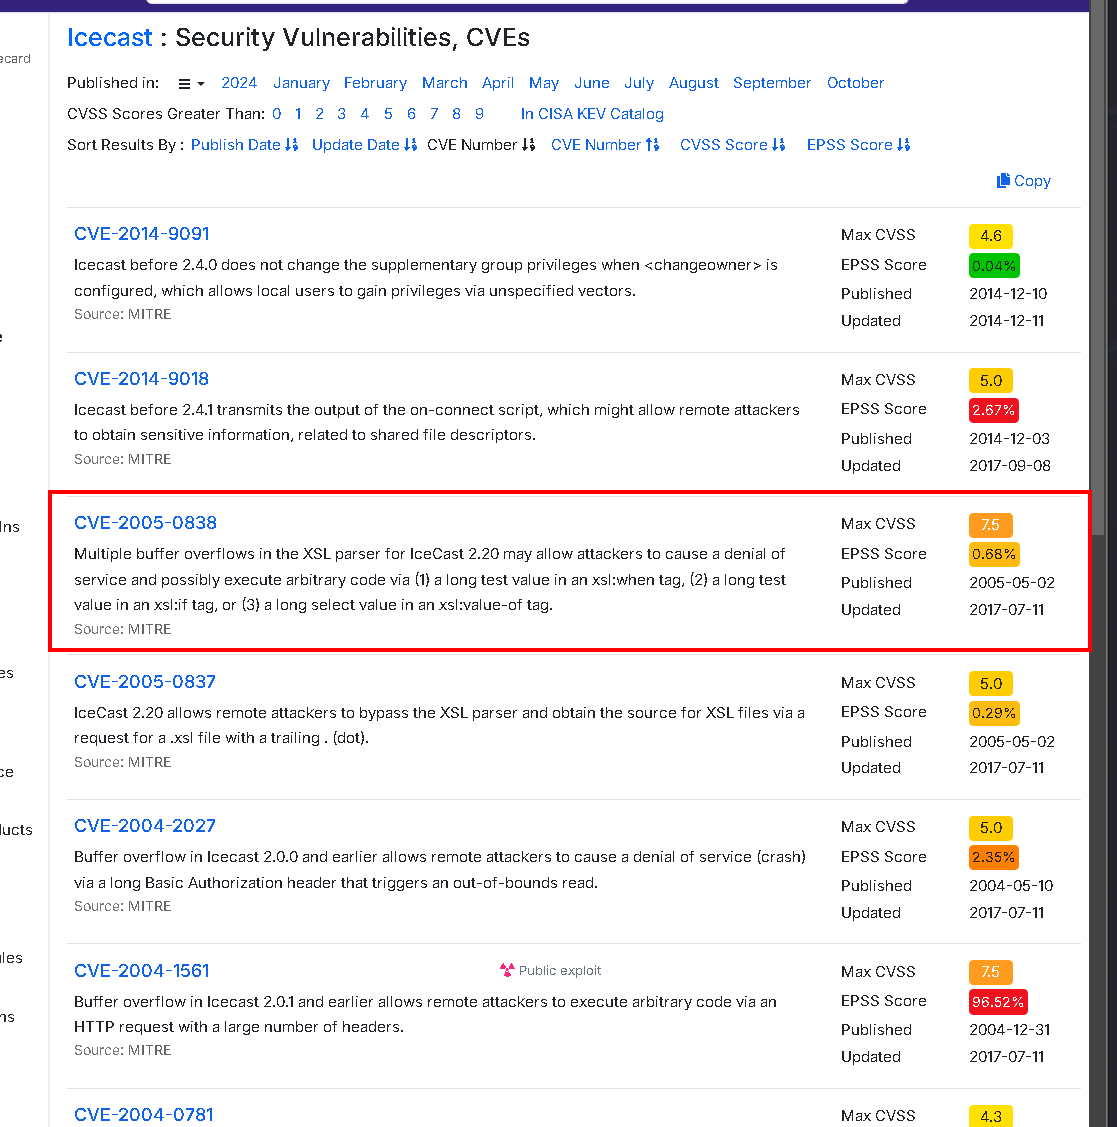 Icecast : Security Vulnerabilities, CVEs
ecard
Published in: 2024 January February March April May June July August September October
CVSS Scores Greater Than: 0 1 2 3 4 5 6 7 8 9 In CISA KEV Catalog
Sort Results By : Publish Date Update Date CVE Number CVE Number CVSS Score EPSS Score
Copy
CVE-2014-9091
Icecast before 2.4.0 does not change the supplementary group privileges when <changeowner> is
configured, which allows local users to gain privileges via unspecified vectors.
Source: MITRE
Max CVSS 4.6
EPSS Score 0.04%
Published 2014-12-10
Updated 2014-12-11
CVE-2014-9018
Icecast before 2.4.1 transmits the output of the on-connect script, which might allow remote attackers
to obtain sensitive information, related to shared file descriptors.
Source: MITRE
Max CVSS 5.0
EPSS Score 2.67%
Published 2014-12-03
Updated 2017-09-08
lns
CVE-2005-0838
Multiple buffer overflows in the XSL parser for IceCast 2.20 may allow attackers to cause a denial of
service and possibly execute arbitrary code via (1) a long test value in an xsl:when tag, (2) a long test
value in an xsl:if tag, or (3) a long select value in an xsl:value-of tag.
Source: MITRE
Max CVSS 7.5
EPSS Score 0.68%
Published 2005-05-02
Updated 2017-07-11
es
CVE-2005-0837
IceCast 2.20 allows remote attackers to bypass the XSL parser and obtain the source for XSL files via a
request for a .xsl file with a trailing . (dot).
Source: MITRE
Max CVSS 5.0
EPSS Score 0.29%
Published 2005-05-02
Updated 2017-07-11
ce
ducts
CVE-2004-2027
Buffer overflow in Icecast 2.0.0 and earlier allows remote attackers to cause a denial of service (crash)
via a long Basic Authorization header that triggers an out-of-bounds read.
Source: MITRE
Max CVSS 5.0
EPSS Score 2.35%
Published 2004-05-10
Updated 2017-07-11
les
ns
CVE-2004-1561
Public exploit
Buffer overflow in Icecast 2.0.1 and earlier allows remote attackers to execute arbitrary code via an
HTTP request with a large number of headers.
Source: MITRE
Max CVSS 7.5
EPSS Score 96.52%
Published 2004-12-31
Updated 2017-07-11
CVE-2004-0781
Max CVSS 4.3